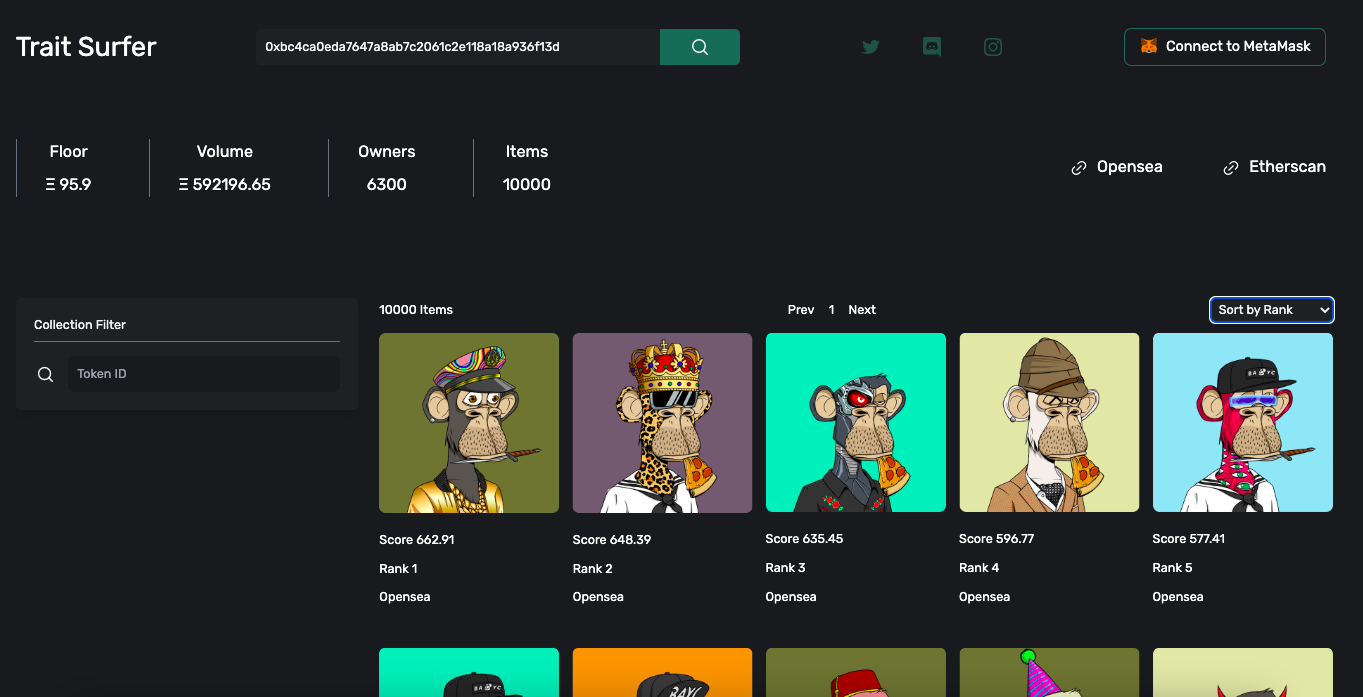 Trait Surfer
0xbc4ca0eda7647a8ab7c2061c2e118a18a936f13d
Connect to MetaMask
Floor Volume Owners Items
Ξ 95.9 Ξ 592196.65 6300 10000
Opensea Etherscan
Collection Filter
Token ID
10000 Items Prev 1 Next Sort by Rank
BAYC
Score 662.91 Score 648.39 Score 635.45 Score 596.77 Score 577.41
Rank 1 Rank 2 Rank 3 Rank 4 Rank 5
Opensea Opensea Opensea Opensea Opensea
BAYC BAYC